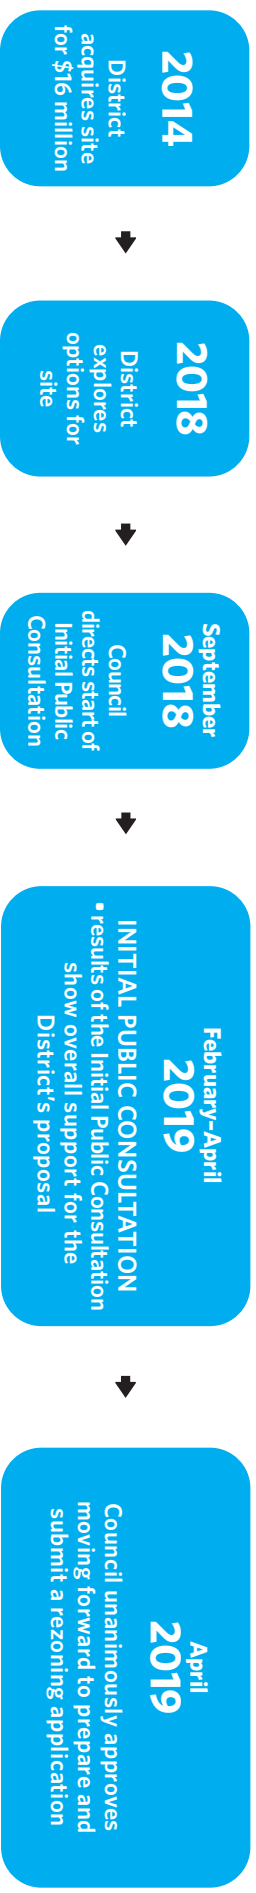 2014
District
acquires site
for $16 million
2018
District
explores
options for
site
September
2018
Council
directs start of
Initial Public
Consultation
February–April
2019
INITIAL PUBLIC CONSULTATION
▪ results of the Initial Public Consultation
show overall support for the
District’s proposal
April
2019
Council unanimously approves
moving forward to prepare and
submit a rezoning application